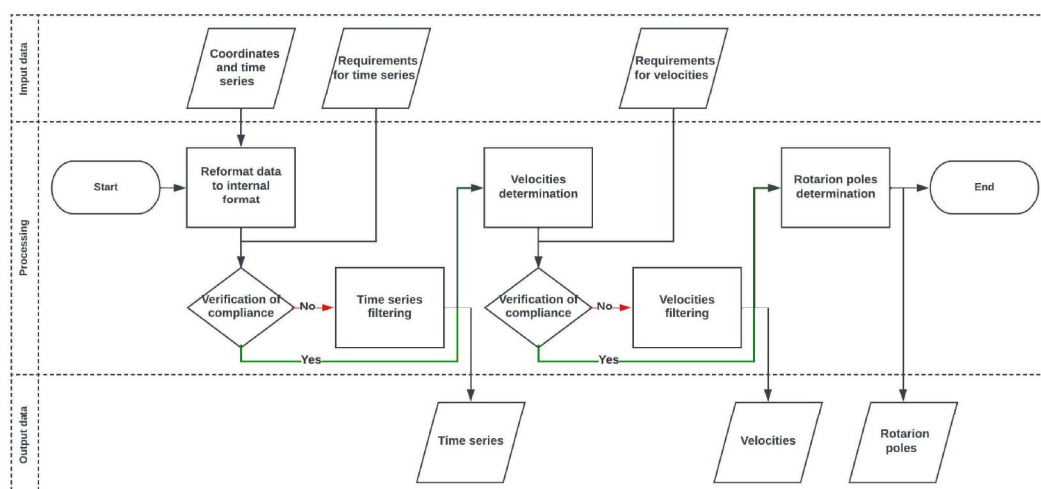 Imput data
Coordinates
and time
series
Requirements
for time series
Requirements
for velocities
Processing
Start
Reformat data
to internal
format
Velocities
determination
Rotarion poles
determination
End
Verification of
compliance
No
Time series
filtering
Verification of
compliance
No
Velocities
filtering
Yes
Yes
Output data
Time series
Velocities
Rotarion
poles